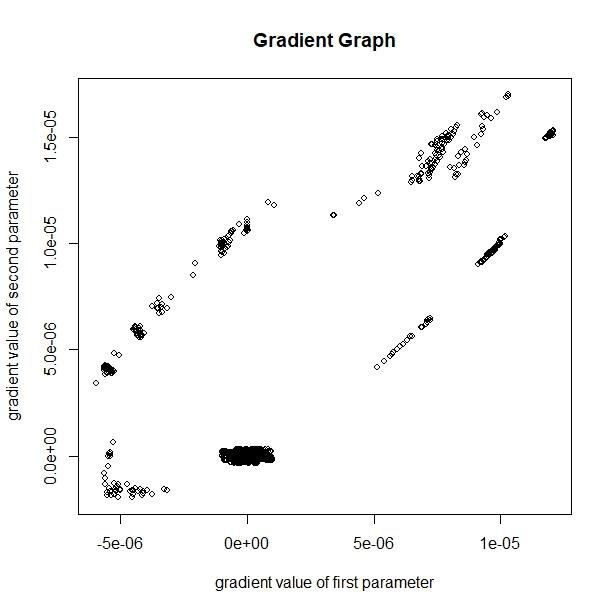 Gradient Graph
gradient value of second parameter
1.5e-05
1.0e-05
5.0e-06
0.0e+00
-5e-06 0e+00 5e-06 1e-05
gradient value of first parameter